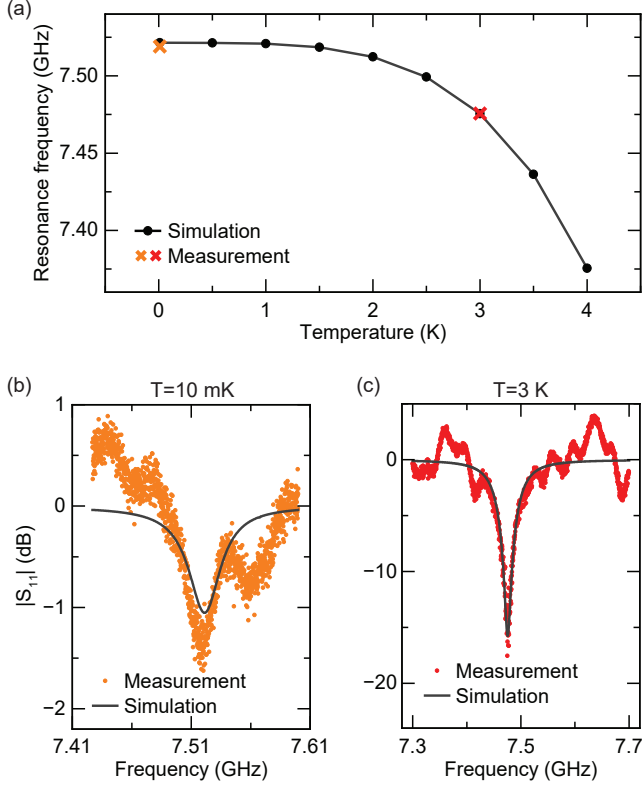 (a)
Resonance frequency (GHz)
7.50
7.45
7.40
Simulation
Measurement
0
1
2
3
4
Temperature (K)
(b)
T=10 mK
|S₁₁| (dB)
1
0
−1
−2
Measurement
Simulation
7.41
7.51
7.61
Frequency (GHz)
(c)
T=3 K
0
−10
−20
Measurement
Simulation
7.3
7.5
7.7
Frequency (GHz)